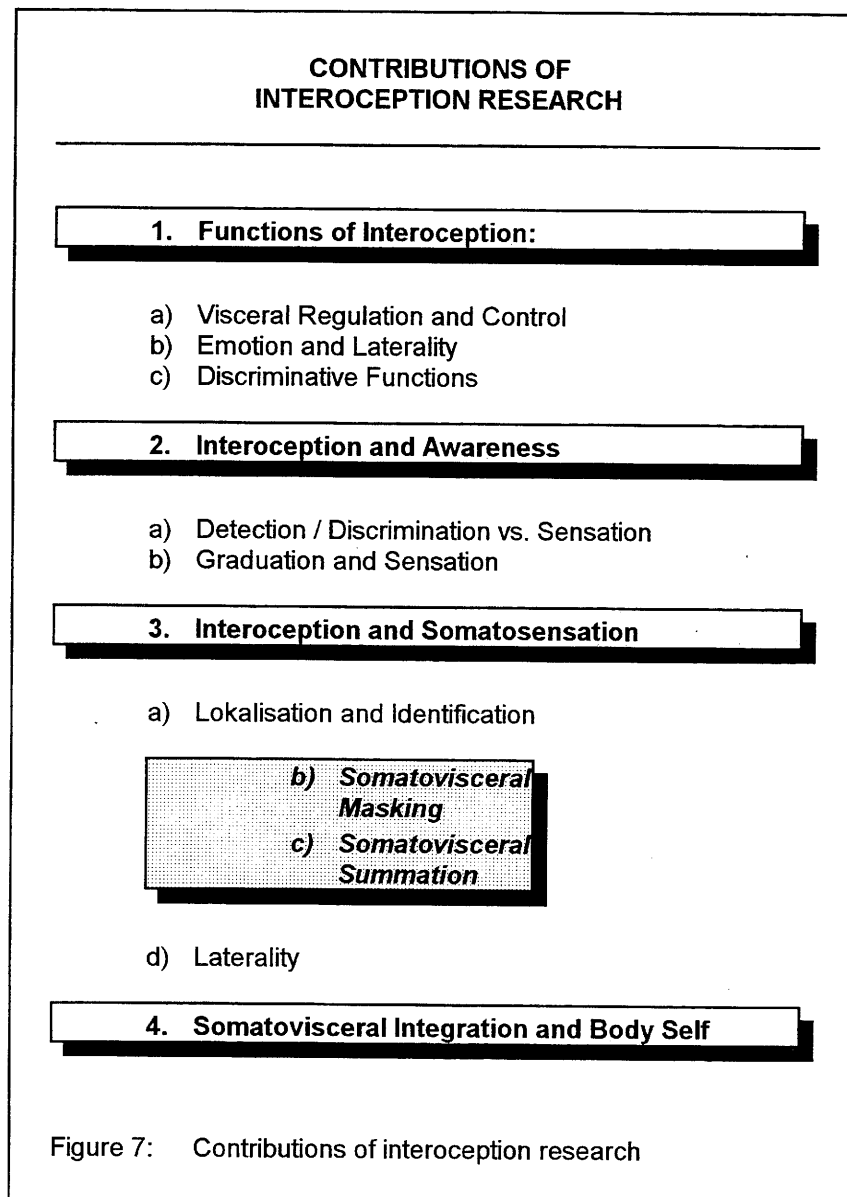 CONTRIBUTIONS OF
INTEROCEPTION RESEARCH
1. Functions of Interoception:
a) Visceral Regulation and Control
b) Emotion and Laterality
c) Discriminative Functions
2. Interoception and Awareness
a) Detection / Discrimination vs. Sensation
b) Graduation and Sensation
3. Interoception and Somatosensation
a) Lokalisation and Identification
b) Somatovisceral
Masking
c) Somatovisceral
Summation
d) Laterality
4. Somatovisceral Integration and Body Self
Figure 7: Contributions of interoception research